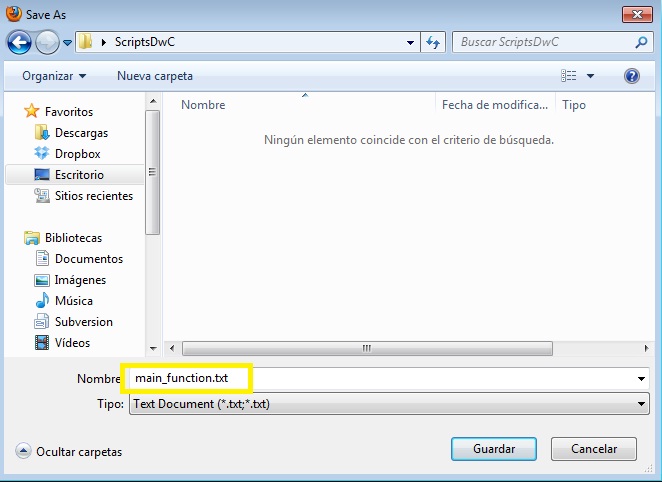 Save As
ScriptsDwC
Buscar ScriptsDwC
Organizar
Nueva carpeta
?
Nombre
Fecha de modifica...
Tipo
Ningún elemento coincide con el criterio de búsqueda.
Favoritos
Descargas
Dropbox
Escritorio
Sitios recientes
Bibliotecas
Documentos
Imágenes
Música
Subversion
Vídeos
Nombre
main_function.txt
Tipo:
Text Document (*.txt;*.txt)
Ocultar carpetas
Guardar
Cancelar